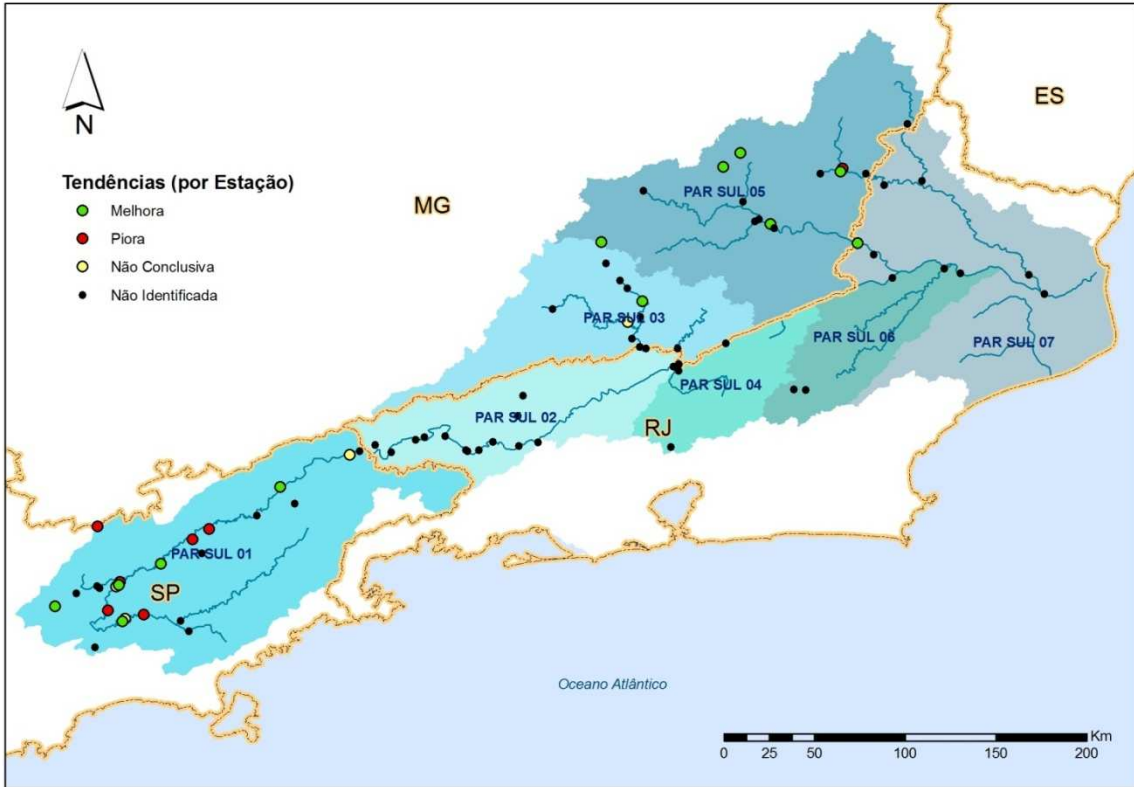 ES
N
Tendências (por Estação)
Melhora
Piora
Não Conclusiva
Não Identificada
MG
PAR SUL 05
PAR SUL 03
PAR SUL 06
PAR SUL 07
PAR SUL 04
PAR SUL 02
RJ
PAR SUL 01
SP
Oceano Atlântico
Km
0 25 50 100 150 200